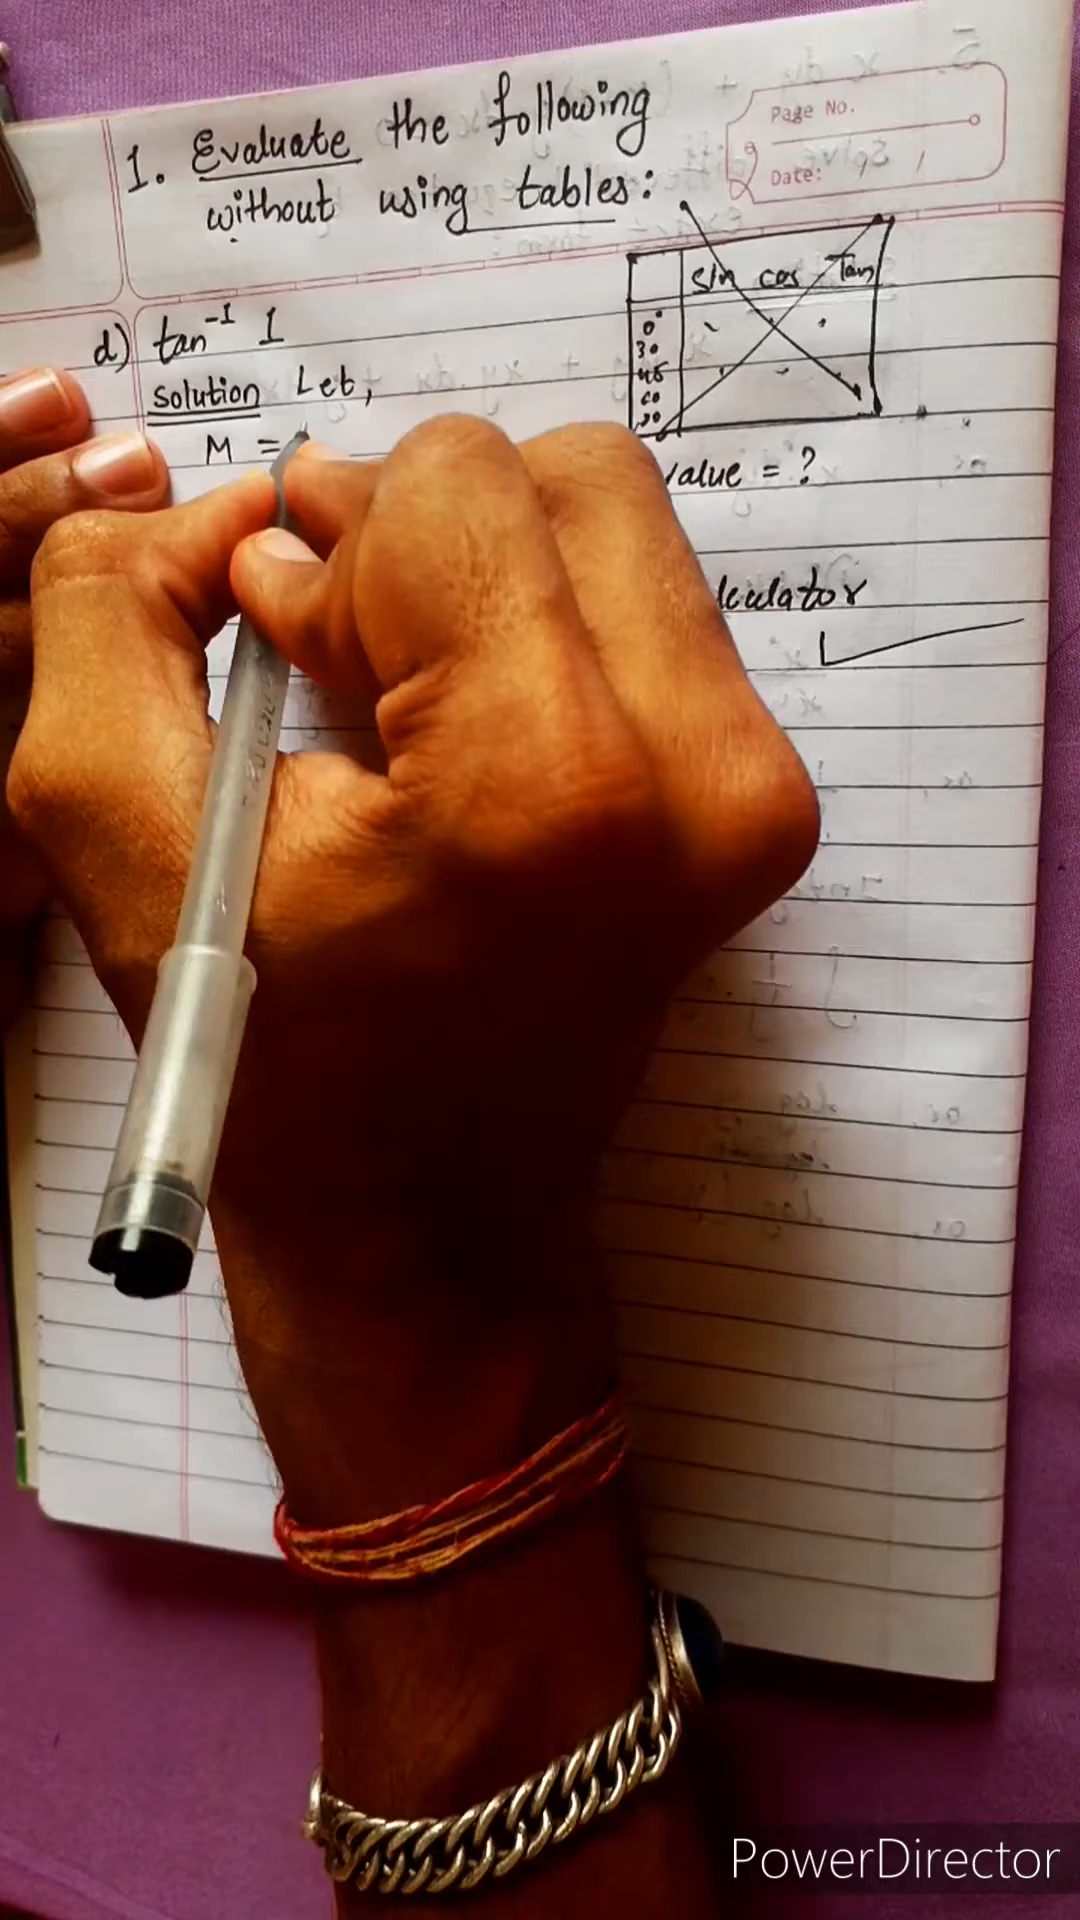 1. Evaluate the following
without using tables:
Page No.
Date:
sin cos Tan
0°
30
45
60
90
d) tan⁻¹ 1
Solution Let,
M =
value = ?
lculator
PowerDirector